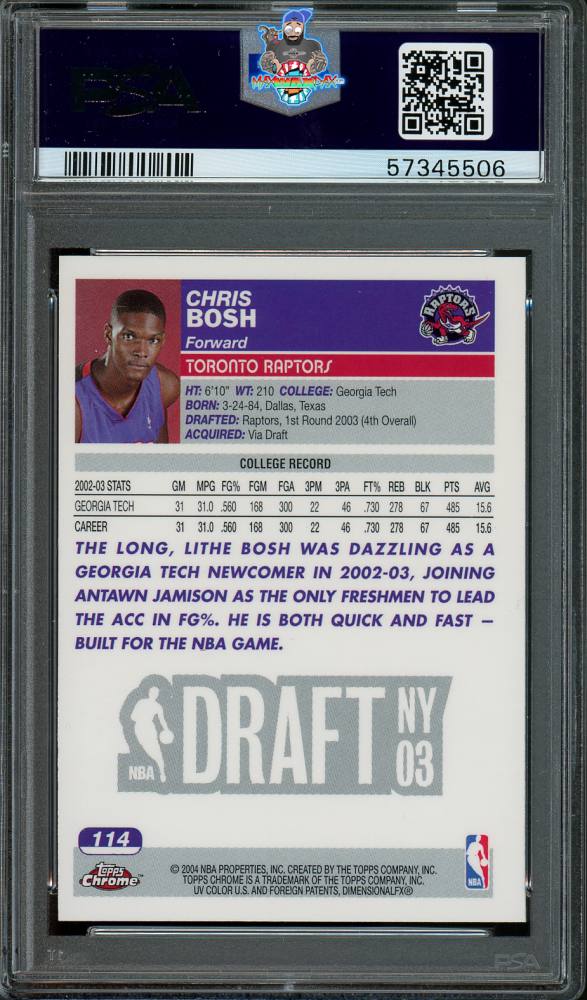 PSA
57345506
CHRIS
BOSH
Forward
TORONTO RAPTORS
RAPTORS
HT: 6'10" WT: 210 COLLEGE: Georgia Tech
BORN: 3-24-84, Dallas, Texas
DRAFTED: Raptors, 1st Round 2003 (4th Overall)
ACQUIRED: Via Draft
COLLEGE RECORD
2002-03 STATS GM MPG FG% FGM FGA 3PM 3PA FT% REB BLK PTS AVG
GEORGIA TECH 31 31.0 .560 168 300 22 46 .730 278 67 485 15.6
CAREER 31 31.0 .560 168 300 22 46 .730 278 67 485 15.6
THE LONG, LITHE BOSH WAS DAZZLING AS A
GEORGIA TECH NEWCOMER IN 2002-03, JOINING
ANTAWN JAMISON AS THE ONLY FRESHMEN TO LEAD
THE ACC IN FG%. HE IS BOTH QUICK AND FAST –
BUILT FOR THE NBA GAME.
NBA DRAFT NY 03
114
topps Chrome
© 2004 NBA PROPERTIES, INC. CREATED BY THE TOPPS COMPANY, INC.
TOPPS CHROME IS A TRADEMARK OF THE TOPPS COMPANY, INC.
UV COLOR U.S. AND FOREIGN PATENTS, DIMENSIONALFX®
NBA
PSA